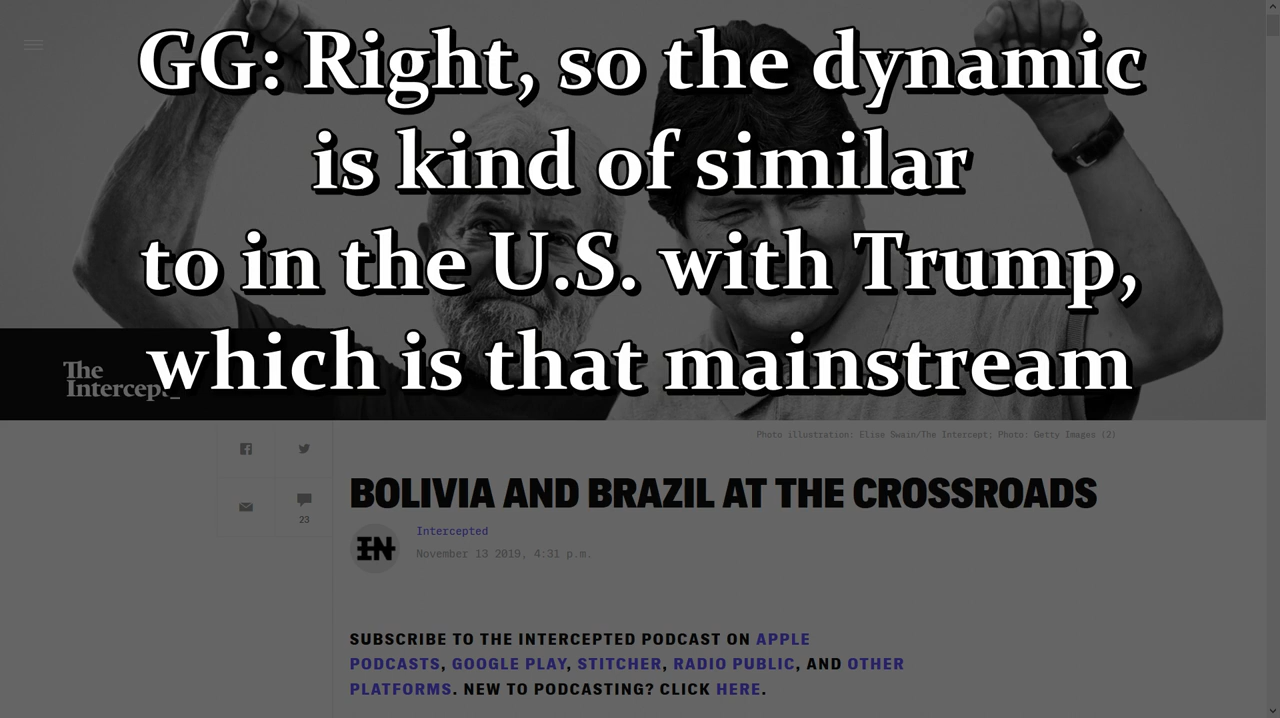 GG: Right, so the dynamic
is kind of similar
to in the U.S. with Trump,
which is that mainstream
The
Intercept_
Photo illustration: Elise Swain/The Intercept; Photo: Getty Images (2)
23
BOLIVIA AND BRAZIL AT THE CROSSROADS
IN
Intercepted
November 13 2019, 4:31 p.m.
SUBSCRIBE TO THE INTERCEPTED PODCAST ON APPLE
PODCASTS, GOOGLE PLAY, STITCHER, RADIO PUBLIC, AND OTHER
PLATFORMS. NEW TO PODCASTING? CLICK HERE.